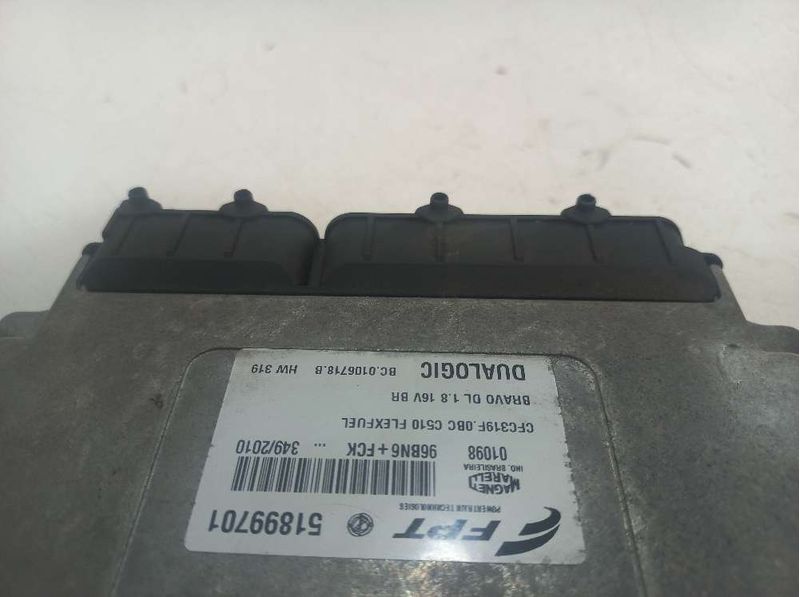 FPT
POWERTRAIN TECHNOLOGIES
51899701
MAGNETI
MARELLI
IND. BRASILEIRA
01098
96BN6+FCK ... 349/2010
CFC319F.0BC C510 FLEXFUEL
BRAVO DL 1.8 16V BR
DUALOGIC BC.0106718.B HW 319